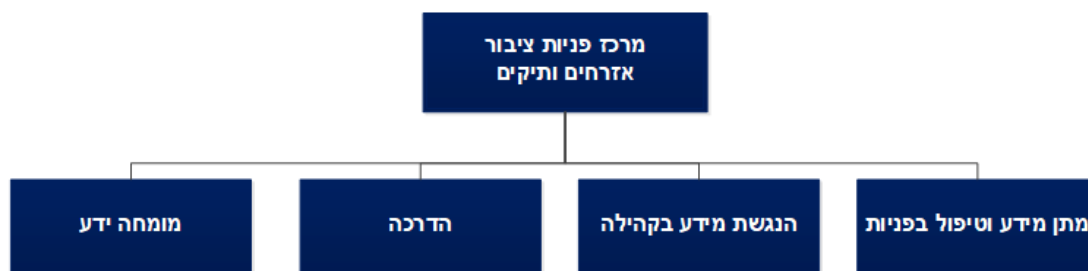 מרכז פניות ציבור
אזרחים ותיקים
מתן מידע וטיפול בפניות
הנגשת מידע בקהילה
הדרכה
מומחה ידע